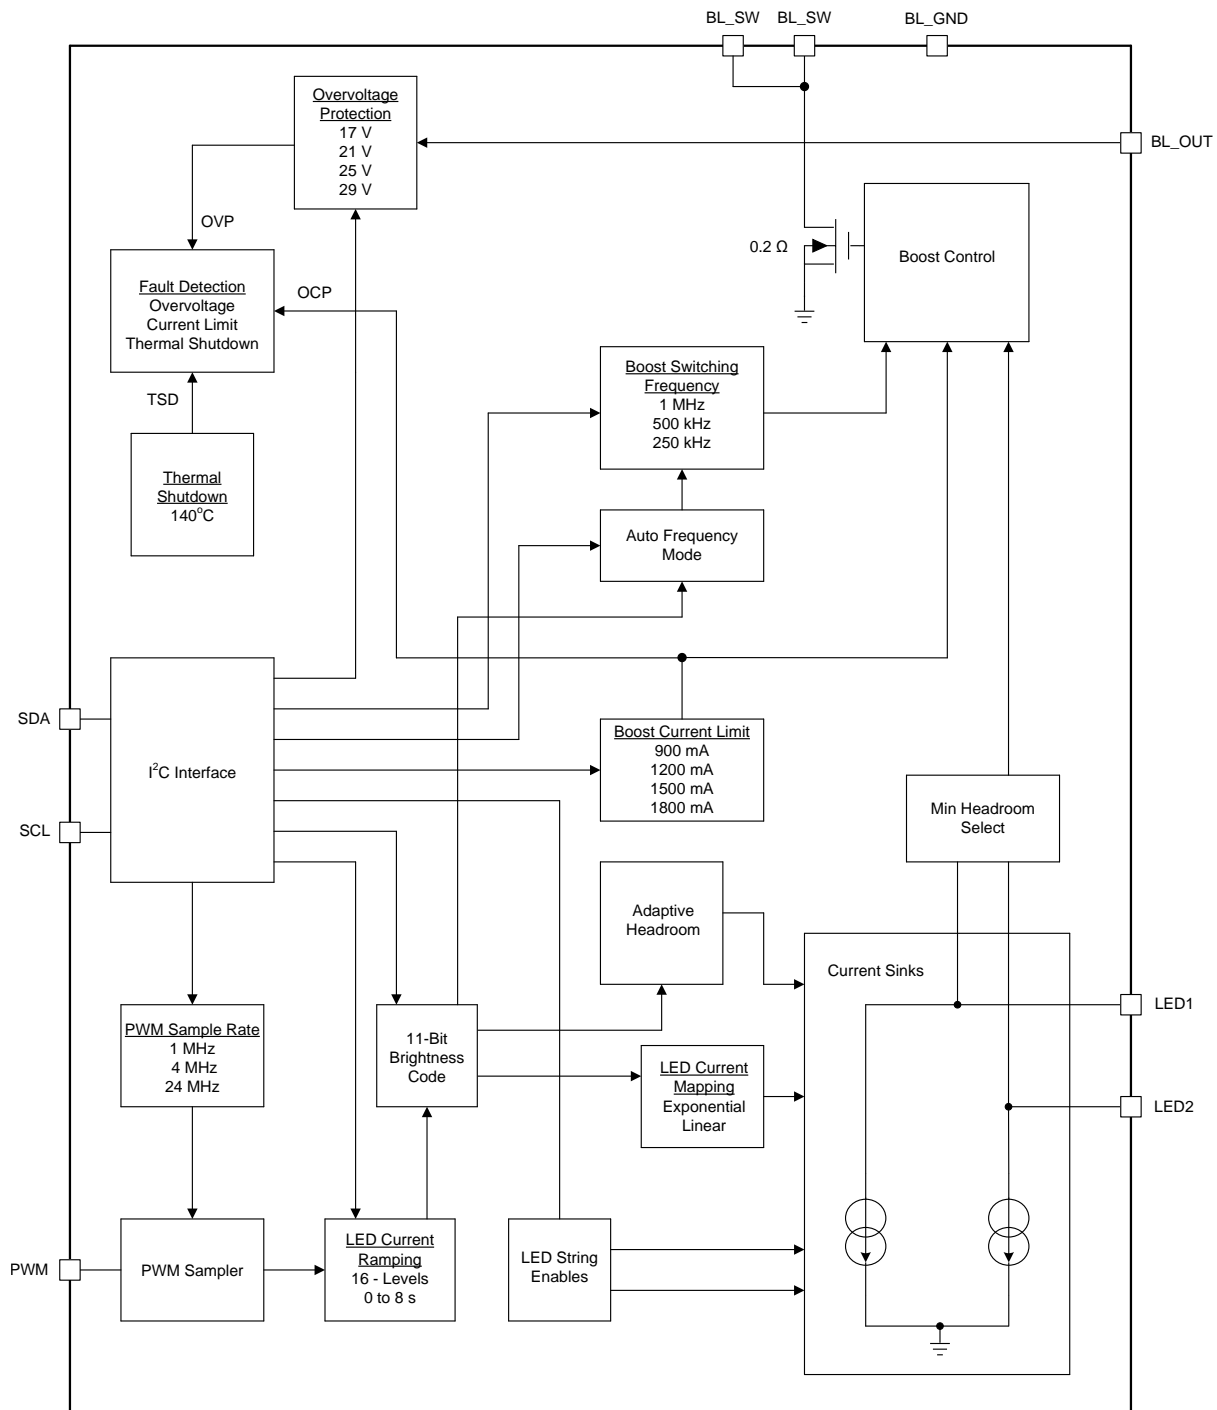 BL_SW
BL_SW
BL_GND
Overvoltage
Protection
17 V
21 V
25 V
29 V
BL_OUT
OVP
0.2 Ω
Boost Control
Fault Detection
Overvoltage
Current Limit
Thermal Shutdown
OCP
TSD
Boost Switching
Frequency
1 MHz
500 kHz
250 kHz
Thermal
Shutdown
140°C
Auto Frequency
Mode
SDA
SCL
I²C Interface
Boost Current Limit
900 mA
1200 mA
1500 mA
1800 mA
Min Headroom
Select
Adaptive
Headroom
Current Sinks
LED1
LED2
PWM Sample Rate
1 MHz
4 MHz
24 MHz
11-Bit
Brightness
Code
LED Current
Mapping
Exponential
Linear
PWM
PWM Sampler
LED Current
Ramping
16 - Levels
0 to 8 s
LED String
Enables